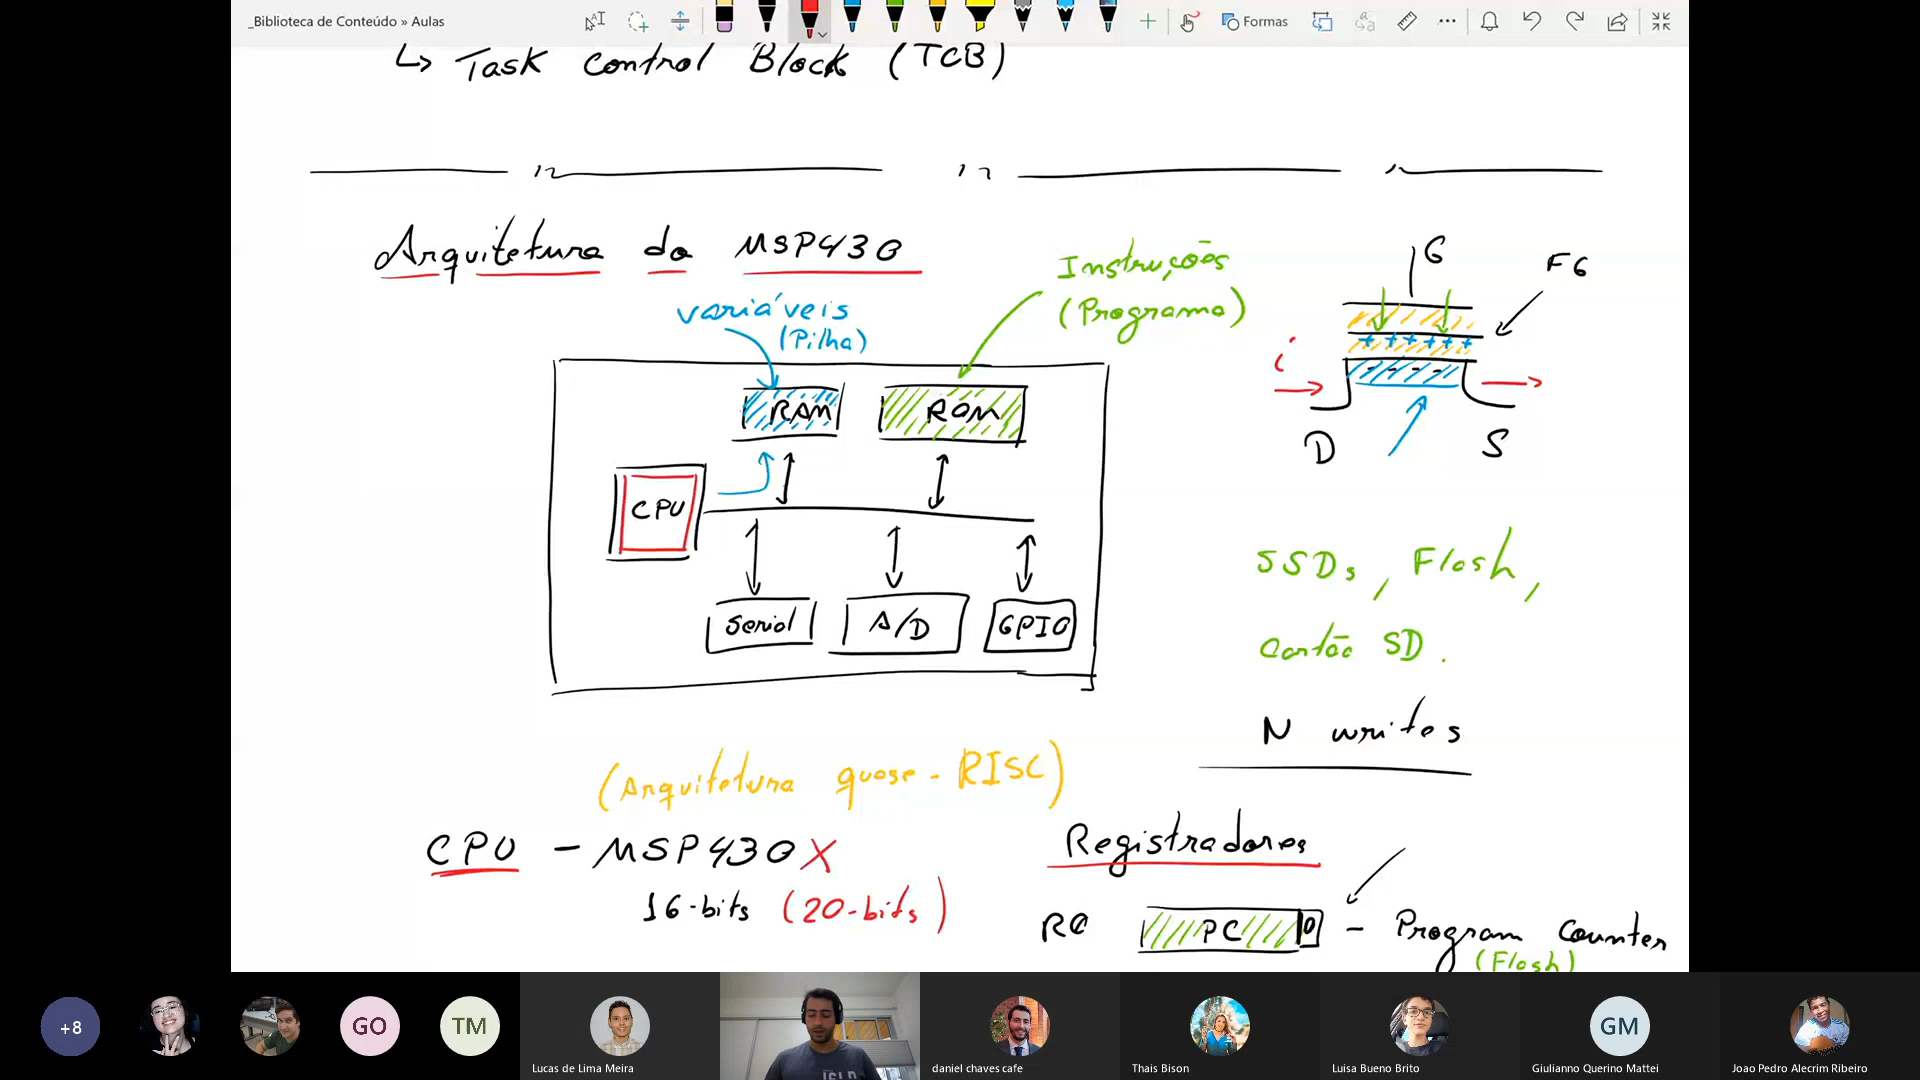 _Biblioteca de Conteúdo » Aulas
Formas
↳ Task Control Block (TCB)
Arquitetura do MSP430
variáveis
(Pilha)
Instruções
(Programa)
G
FG
i
+ + + + +
- - - -
D
S
RAM
ROM
CPU
Serial
A/D
GPIO
SSDs, Flash,
Cartão SD.
N writes
(Arquitetura quase-RISC)
CPU - MSP430X
16-bits (20-bits)
Registradores
R0 PC 0 - Program Counter
(Flash)
+8
GO
TM
GM
Lucas de Lima Meira
daniel chaves cafe
Thais Bison
Luisa Bueno Brito
Giulianno Querino Mattei
Joao Pedro Alecrim Ribeiro